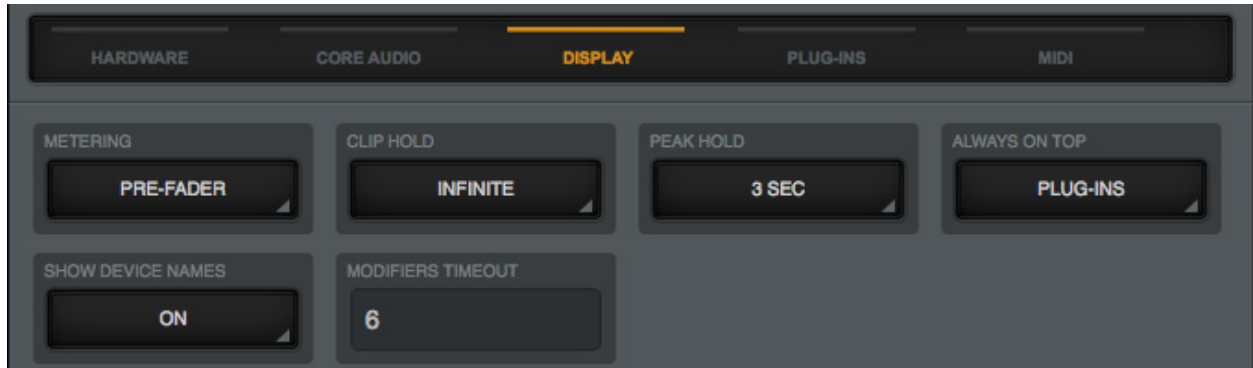 HARDWARE CORE AUDIO DISPLAY PLUG-INS MIDI
METERING CLIP HOLD PEAK HOLD ALWAYS ON TOP
PRE-FADER INFINITE 3 SEC PLUG-INS
SHOW DEVICE NAMES MODIFIERS TIMEOUT
ON 6